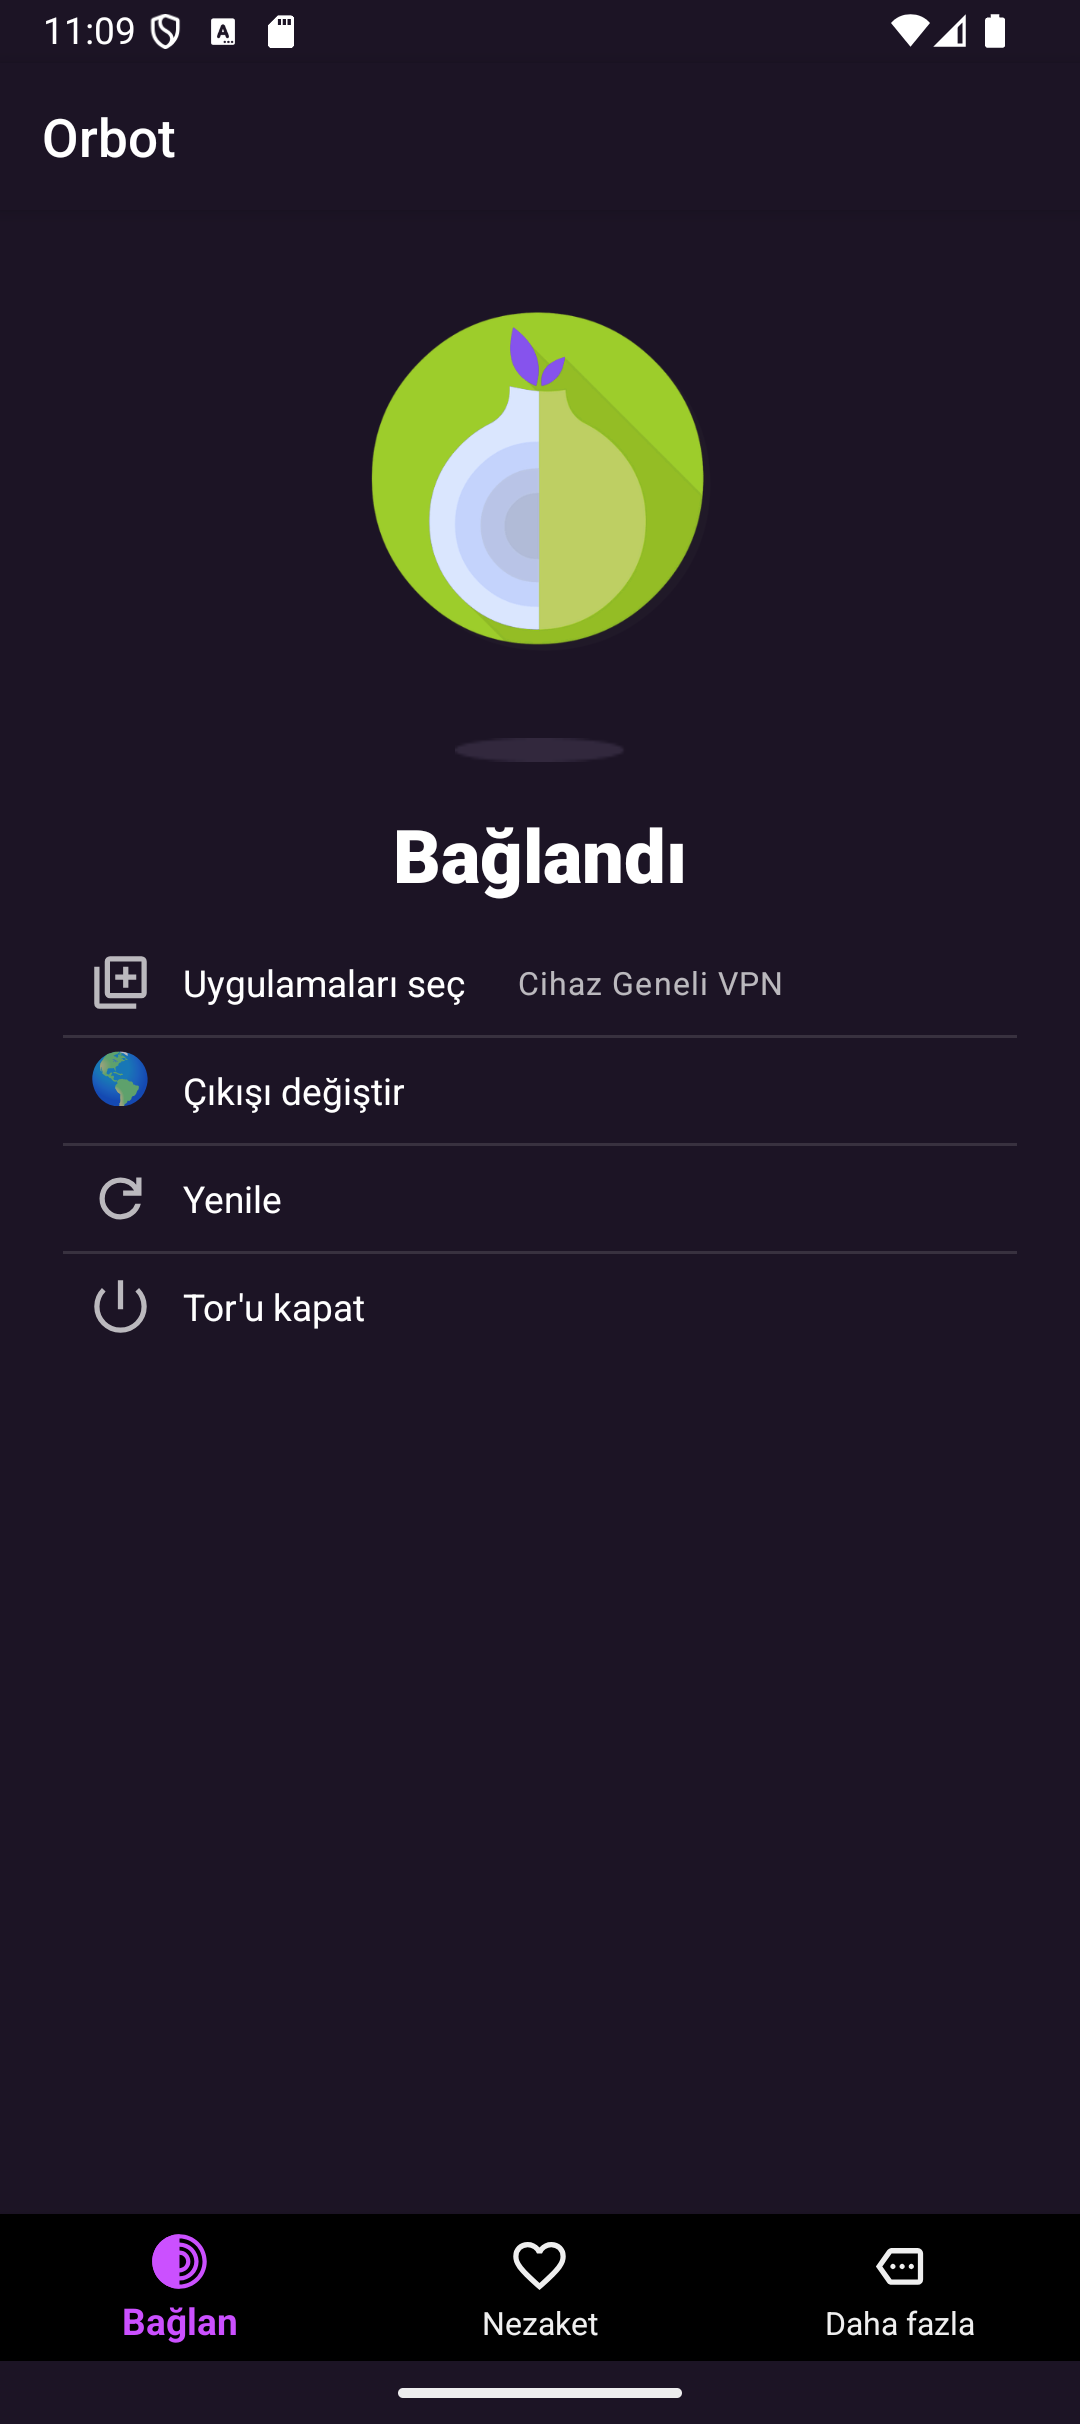 11:09
Orbot
Bağlandı
Uygulamaları seç Cihaz Geneli VPN
Çıkışı değiştir
Yenile
Tor'u kapat
Bağlan Nezaket Daha fazla